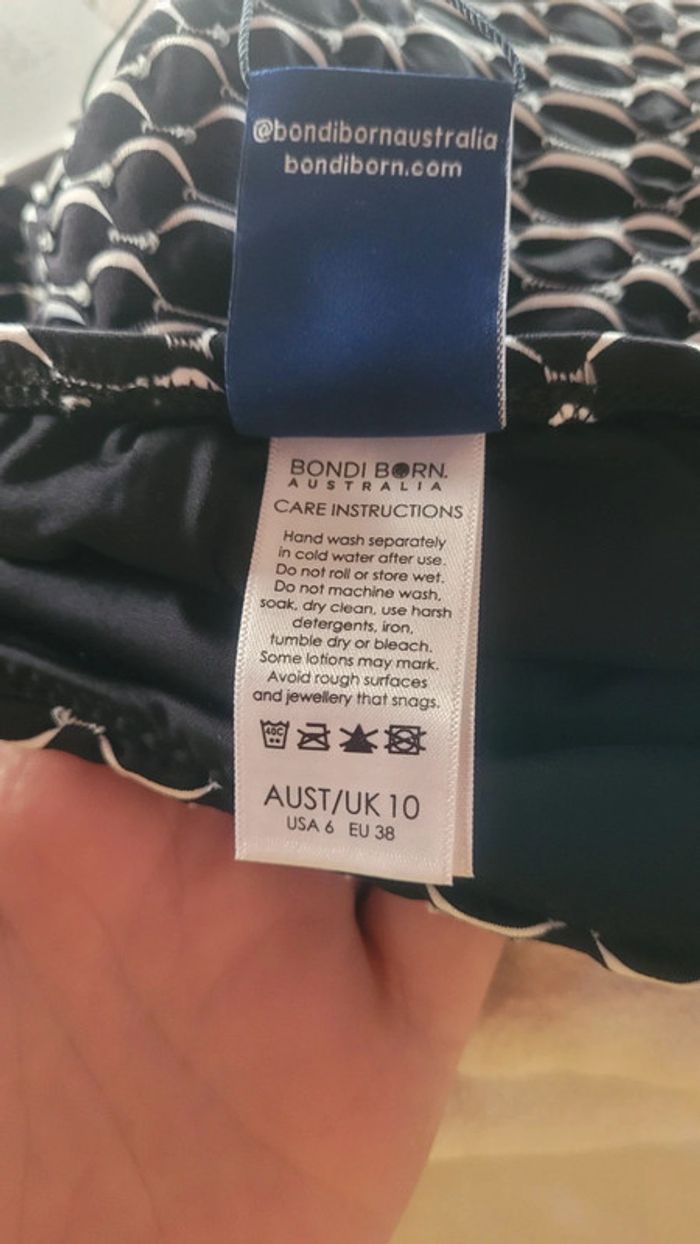 @bondibornaustralia
bondiborn.com
BONDI BORN.
AUSTRALIA
CARE INSTRUCTIONS
Hand wash separately
in cold water after use.
Do not roll or store wet.
Do not machine wash,
soak, dry clean, use harsh
detergents, iron,
tumble dry or bleach.
Some lotions may mark.
Avoid rough surfaces
and jewellery that snags.
40C
AUST/UK 10
USA 6 EU 38